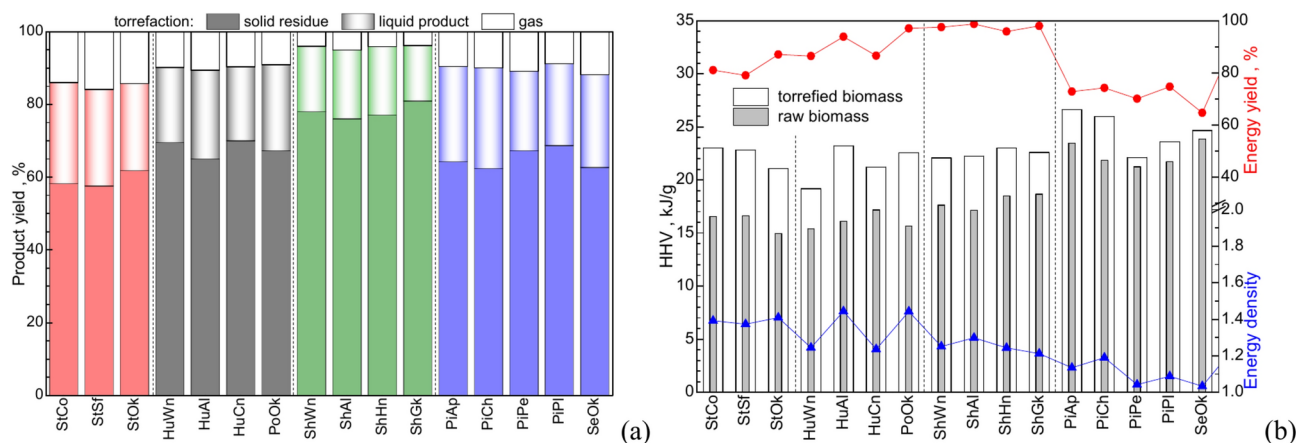 torrefaction: solid residue liquid product gas
Product yield , %
100
80
60
40
20
0
StCo StSf StOk HuWn HuAl HuCn PoOk ShWn ShAl ShHn ShGk PiAp PiCh PiPe PiPl SeOk
(a)
HHV , kJ/g
35
30
25
20
15
10
5
0
torrefied biomass
raw biomass
100
80
60
40
2.0
1.8
1.6
1.4
1.2
1.0
Energy yield , %
Energy density
StCo StSf StOk HuWn HuAl HuCn PoOk ShWn ShAl ShHn ShGk PiAp PiCh PiPe PiPl SeOk
(b)